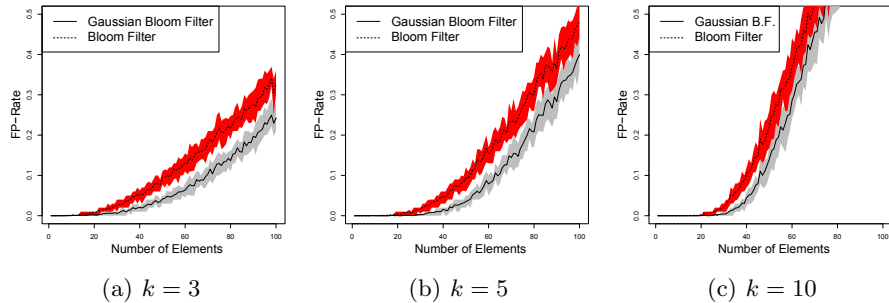 Gaussian Bloom Filter
Bloom Filter
FP-Rate
0.0 0.1 0.2 0.3 0.4 0.5
0 20 40 60 80 100
Number of Elements
(a) k = 3
Gaussian Bloom Filter
Bloom Filter
FP-Rate
0.0 0.1 0.2 0.3 0.4 0.5
0 20 40 60 80 100
Number of Elements
(b) k = 5
Gaussian B.F.
Bloom Filter
FP-Rate
0.0 0.1 0.2 0.3 0.4 0.5
0 20 40 60 80 100
Number of Elements
(c) k = 10